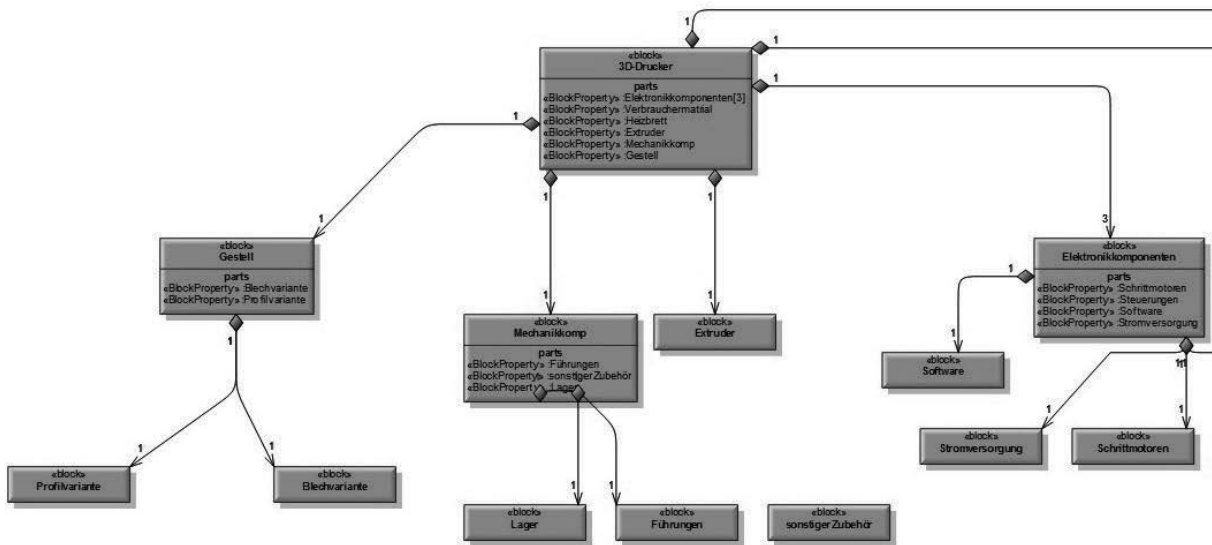 1
1
«block»
3D-Drucker
parts
«BlockProperty» :Elektronikkomponenten[3]
«BlockProperty» :Verbrauchermatrial
«BlockProperty» :Heizbrett
«BlockProperty» :Extruder
«BlockProperty» :Mechanikkomp
«BlockProperty» :Gestell
1
1
1
1
1
3
«block»
Gestell
parts
«BlockProperty» :Blechvariante
«BlockProperty» :Profilvariante
«block»
Elektronikkomponenten
parts
«BlockProperty» :Schrittmotoren
«BlockProperty» :Steuerungen
«BlockProperty» :Software
«BlockProperty» :Stromversorgung
1
1
1
«block»
Mechanikkomp
parts
«BlockProperty» :Führungen
«BlockProperty» :sonstigerZubehör
«BlockProperty» :Lager
«block»
Extruder
1
1
«block»
Software
1
1
«block»
Stromversorgung
«block»
Schrittmotoren
1
1
«block»
Profilvariante
«block»
Blechvariante
1
1
«block»
Lager
«block»
Führungen
«block»
sonstigerZubehör